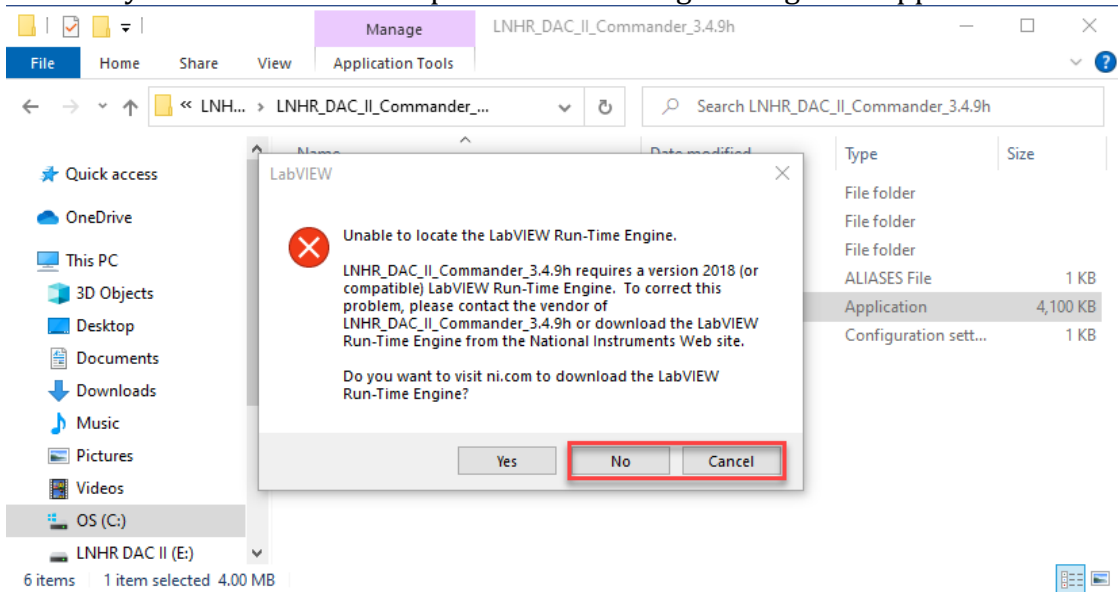 Manage
LNHR_DAC_II_Commander_3.4.9h
File
Home
Share
View
Application Tools
?
« LNH... > LNHR_DAC_II_Commander_...
Search LNHR_DAC_II_Commander_3.4.9h
Name
Date modified
Type
Size
Quick access
OneDrive
This PC
3D Objects
Desktop
Documents
Downloads
Music
Pictures
Videos
OS (C:)
LNHR DAC II (E:)
File folder
File folder
File folder
ALIASES File 1 KB
Application 4,100 KB
Configuration sett... 1 KB
LabVIEW
Unable to locate the LabVIEW Run-Time Engine.
LNHR_DAC_II_Commander_3.4.9h requires a version 2018 (or
compatible) LabVIEW Run-Time Engine. To correct this
problem, please contact the vendor of
LNHR_DAC_II_Commander_3.4.9h or download the LabVIEW
Run-Time Engine from the National Instruments Web site.
Do you want to visit ni.com to download the LabVIEW
Run-Time Engine?
Yes
No
Cancel
6 items 1 item selected 4.00 MB